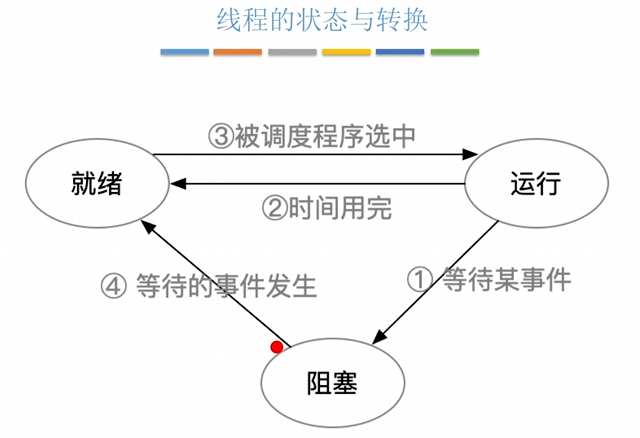 线程的状态与转换
③被调度程序选中
就绪
运行
②时间用完
④ 等待的事件发生
① 等待某事件
阻塞